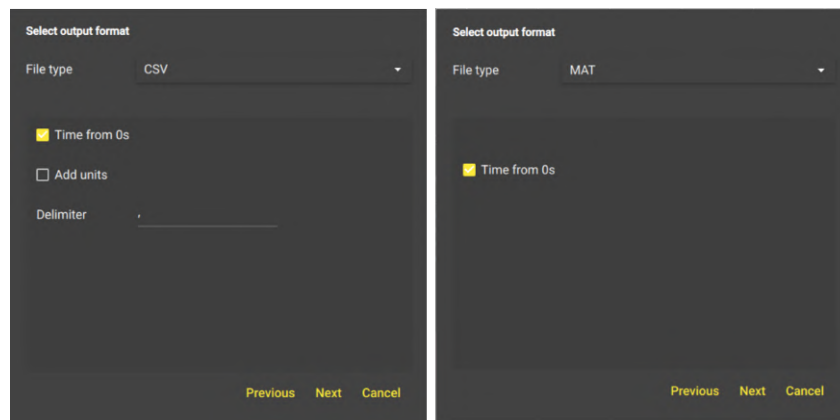 Select output format
File type CSV
Time from 0s
Add units
Delimiter ,
Previous Next Cancel
Select output format
File type MAT
Time from 0s
Previous Next Cancel